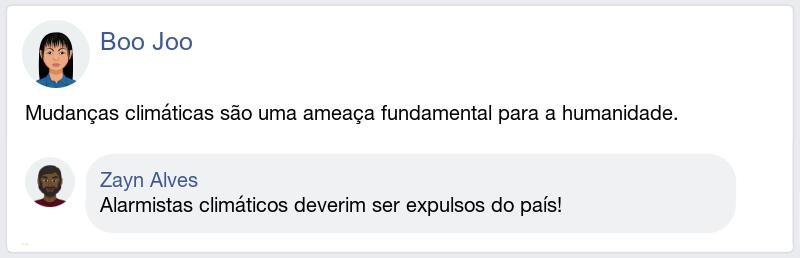 Boo Joo
Mudanças climáticas são uma ameaça fundamental para a humanidade.
Zayn Alves
Alarmistas climáticos deverim ser expulsos do país!